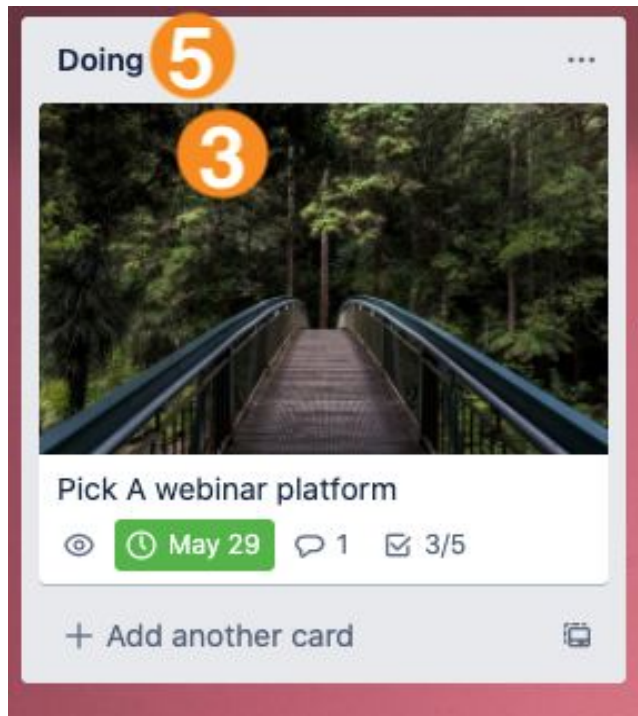 Doing 5
3
Pick A webinar platform
May 29 1 3/5
+ Add another card